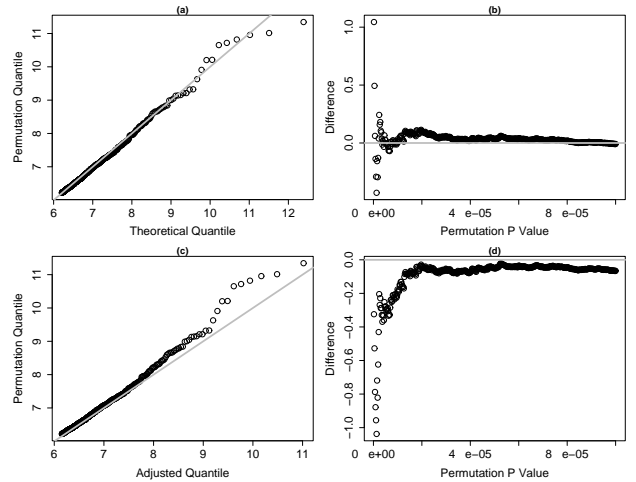 (a)
Permutation Quantile
7 8 9 10 11
6 7 8 9 10 11 12
Theoretical Quantile
(b)
Difference
0.0 0.5 1.0
0 e+00 4 e−05 8 e−05
Permutation P Value
(c)
Permutation Quantile
7 8 9 10 11
6 7 8 9 10 11
Adjusted Quantile
(d)
Difference
−1.0 −0.8 −0.6 −0.4 −0.2 0.0
0 e+00 4 e−05 8 e−05
Permutation P Value